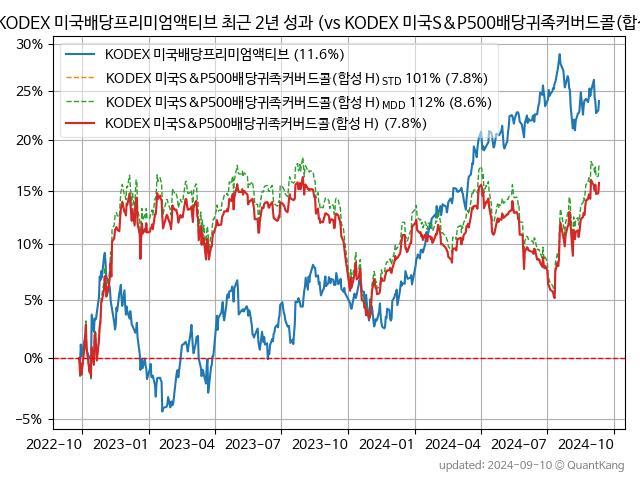 KODEX 미국배당프리미엄액티브 최근 2년 성과 (vs KODEX 미국S&P500배당귀족커버드콜(합성
30%
25%
20%
15%
10%
5%
0%
−5%
KODEX 미국배당프리미엄액티브 (11.6%)
KODEX 미국S&P500배당귀족커버드콜(합성 H) STD 101% (7.8%)
KODEX 미국S&P500배당귀족커버드콜(합성 H) MDD 112% (8.6%)
KODEX 미국S&P500배당귀족커버드콜(합성 H) (7.8%)
2022-10 2023-01 2023-04 2023-07 2023-10 2024-01 2024-04 2024-07 2024-10
updated: 2024-09-10 © QuantKang